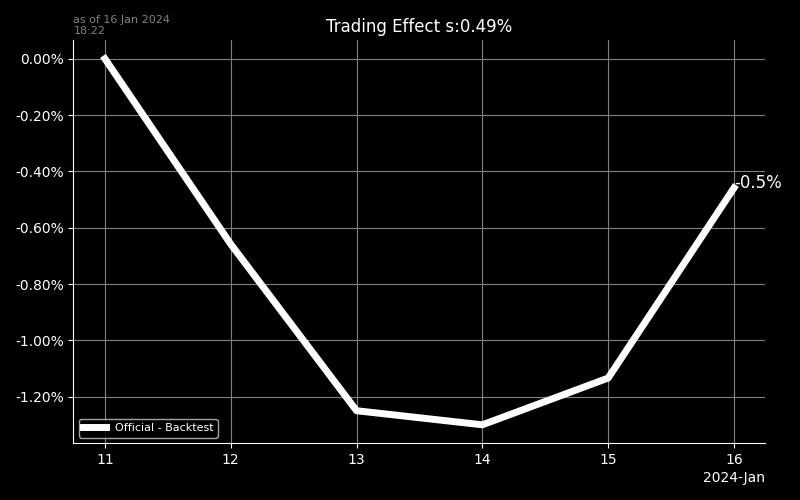 as of 16 Jan 2024
18:22
Trading Effect s:0.49%
0.00%
-0.20%
-0.40%
-0.5%
-0.60%
-0.80%
-1.00%
-1.20%
Official - Backtest
11 12 13 14 15 16
2024-Jan